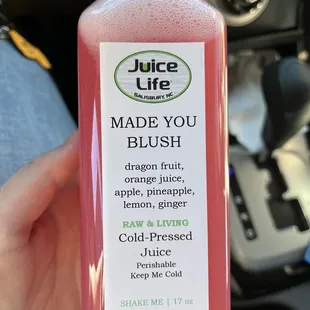 Juice
Life
SALISBURY, NC
MADE YOU
BLUSH
dragon fruit,
orange juice,
apple, pineapple,
lemon, ginger
RAW & LIVING
Cold-Pressed
Juice
Perishable
Keep Me Cold
SHAKE ME | 17 oz